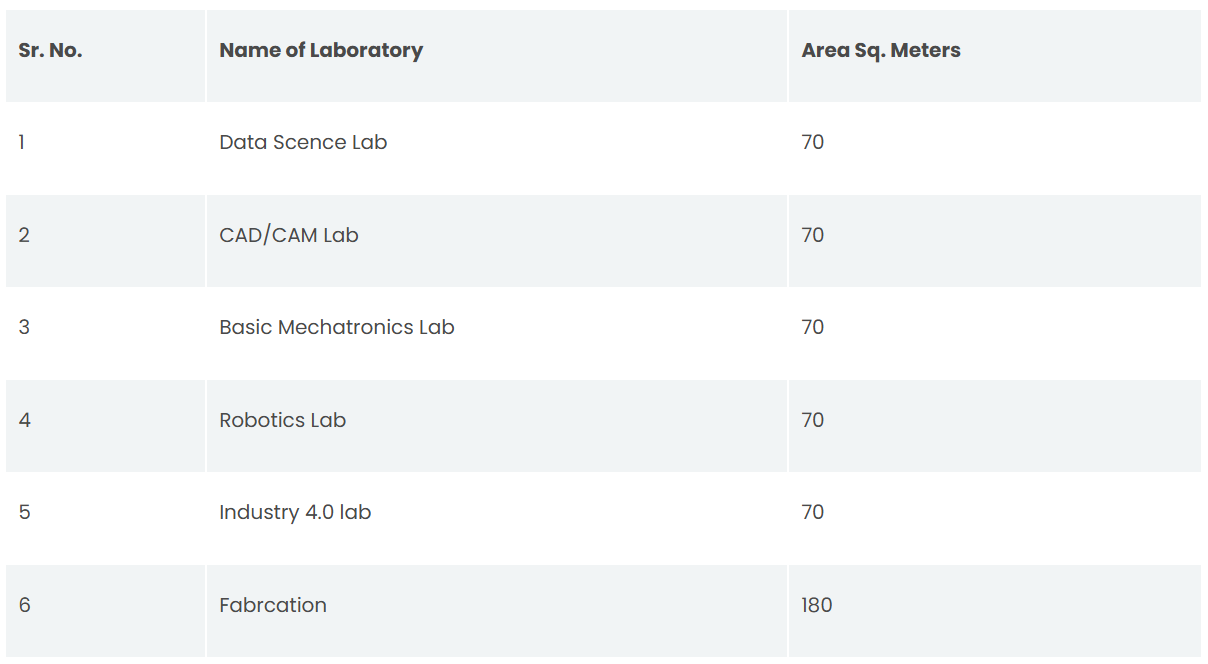 Sr. No. Name of Laboratory Area Sq. Meters
1 Data Scence Lab 70
2 CAD/CAM Lab 70
3 Basic Mechatronics Lab 70
4 Robotics Lab 70
5 Industry 4.0 lab 70
6 Fabrcation 180